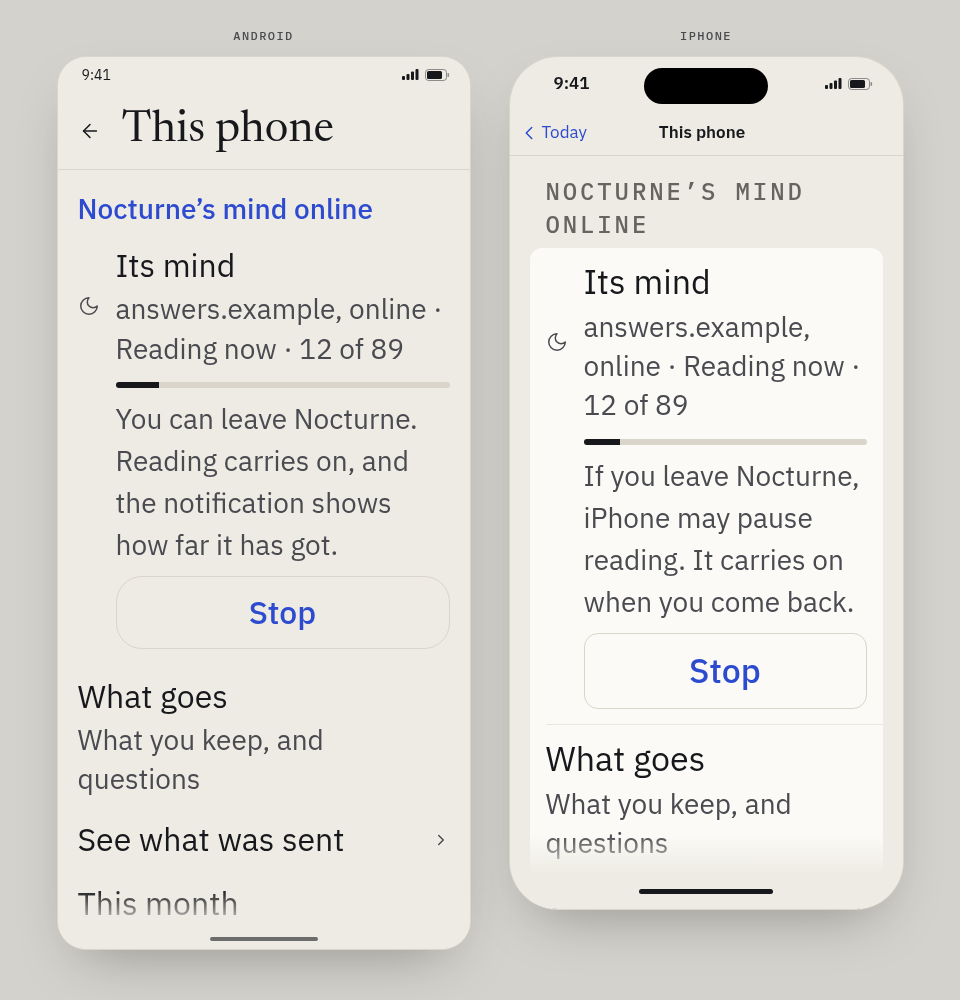 ANDROID
9:41
This phone
Nocturne’s mind online
Its mind
answers.example, online ·
Reading now · 12 of 89
You can leave Nocturne.
Reading carries on, and
the notification shows
how far it has got.
Stop
What goes
What you keep, and
questions
See what was sent
This month
IPHONE
9:41
Today
This phone
NOCTURNE’S MIND
ONLINE
Its mind
answers.example,
online · Reading now ·
12 of 89
If you leave Nocturne,
iPhone may pause
reading. It carries on
when you come back.
Stop
What goes
What you keep, and
questions